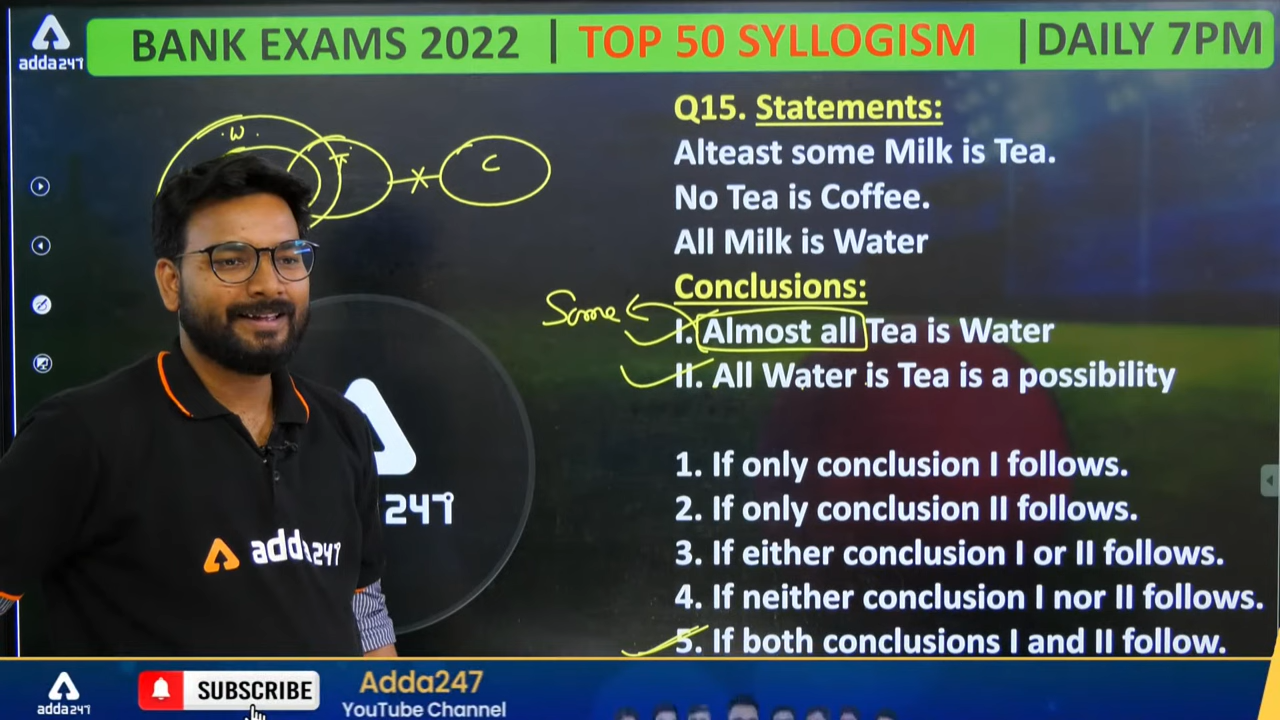 BANK EXAMS 2022 | TOP 50 SYLLOGISM | DAILY 7PM
adda247
W
T
C
Q15. Statements:
Alteast some Milk is Tea.
No Tea is Coffee.
All Milk is Water
Conclusions:
Some
I. Almost all Tea is Water
II. All Water is Tea is a possibility
1. If only conclusion I follows.
2. If only conclusion II follows.
3. If either conclusion I or II follows.
4. If neither conclusion I nor II follows.
5. If both conclusions I and II follow.
247
adda247
adda247
SUBSCRIBE
Adda247
YouTube Channel